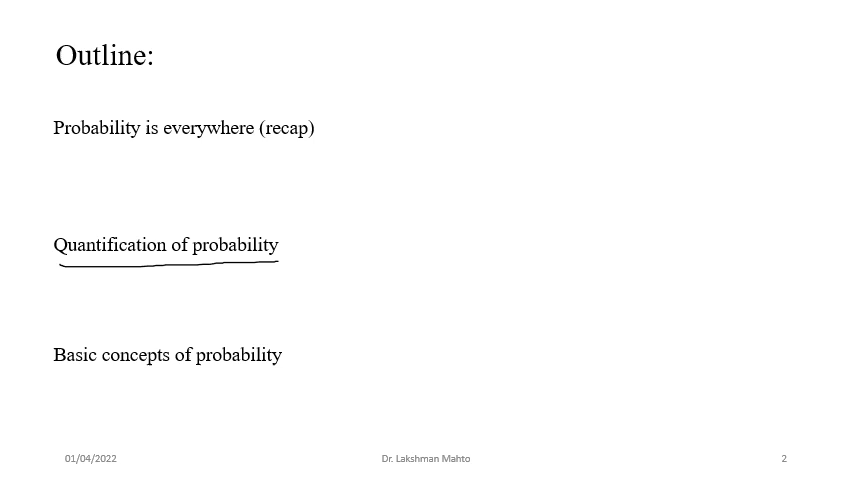 Outline:
Probability is everywhere (recap)
Quantification of probability
Basic concepts of probability
01/04/2022
Dr. Lakshman Mahto
2